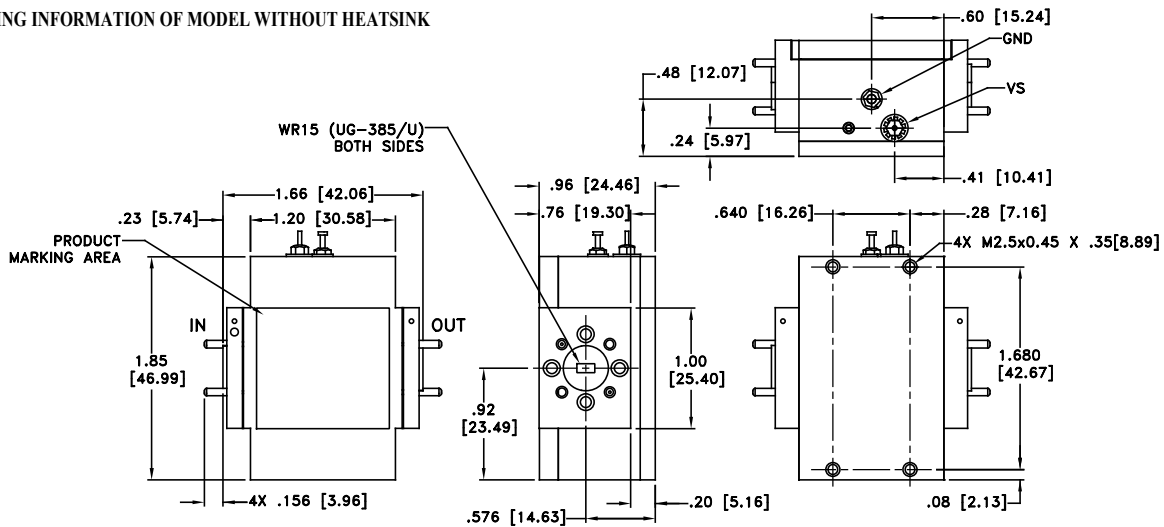 ING INFORMATION OF MODEL WITHOUT HEATSINK
.60 [15.24]
GND
.48 [12.07]
VS
WR15 (UG-385/U)
BOTH SIDES
.24 [5.97]
.96 [24.46]
.41 [10.41]
1.66 [42.06]
.23 [5.74]
1.20 [30.58]
.76 [19.30]
.640 [16.26]
.28 [7.16]
PRODUCT
MARKING AREA
4X M2.5x0.45 X .35[8.89]
IN
OUT
1.85
[46.99]
1.00
[25.40]
1.680
[42.67]
.92
[23.49]
4X .156 [3.96]
.20 [5.16]
.08 [2.13]
.576 [14.63]